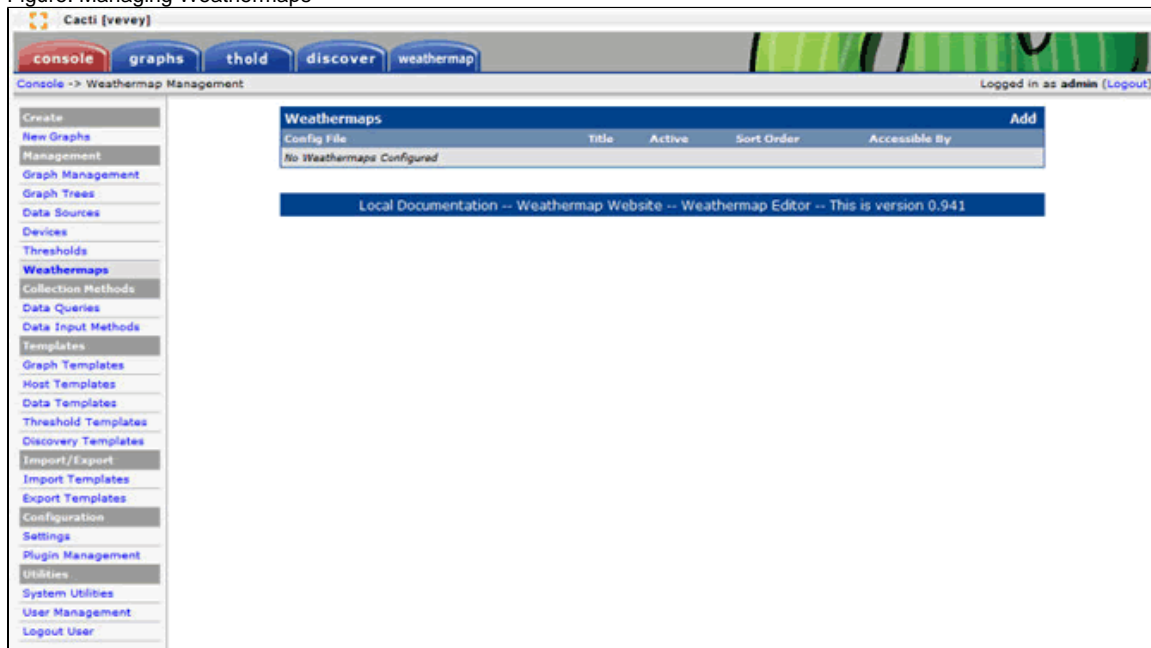 Figure: Managing Weathermaps
Cacti [vevey]
console graphs thold discover weathermap
Console -> Weathermap Management Logged in as admin (Logout)
Create
New Graphs
Management
Graph Management
Graph Trees
Data Sources
Devices
Thresholds
Weathermaps
Collection Methods
Data Queries
Data Input Methods
Templates
Graph Templates
Host Templates
Data Templates
Threshold Templates
Discovery Templates
Import/Export
Import Templates
Export Templates
Configuration
Settings
Plugin Management
Utilities
System Utilities
User Management
Logout User
Weathermaps Add
Config File Title Active Sort Order Accessible By
No Weathermaps Configured
Local Documentation -- Weathermap Website -- Weathermap Editor -- This is version 0.941